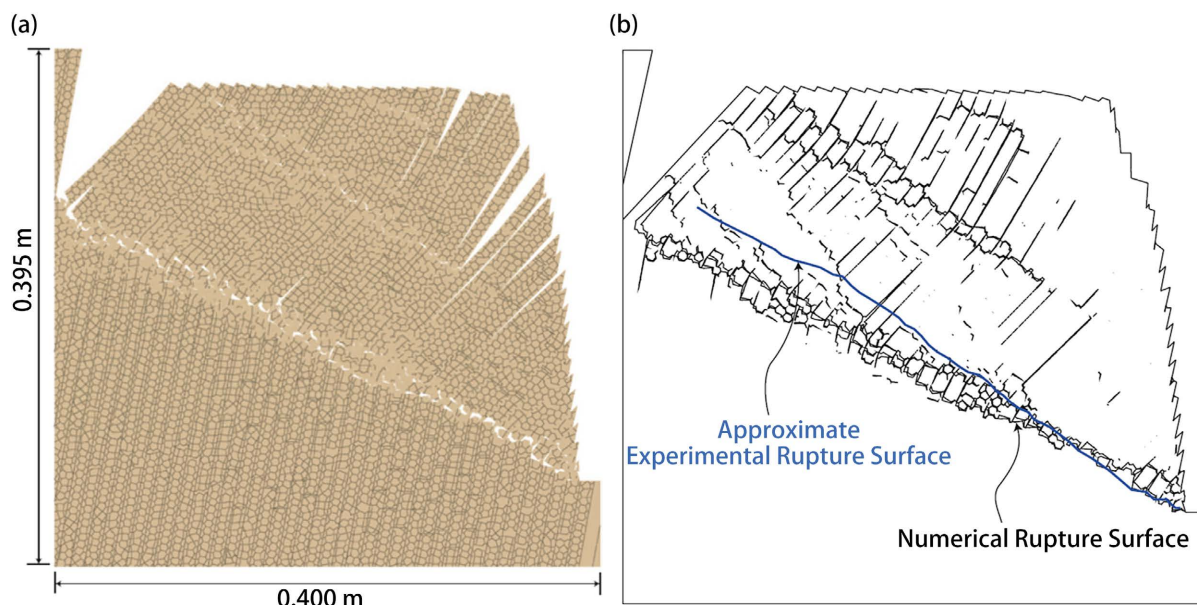 (a)
(b)
0.395 m
Approximate
Experimental Rupture Surface
Numerical Rupture Surface
0.400 m